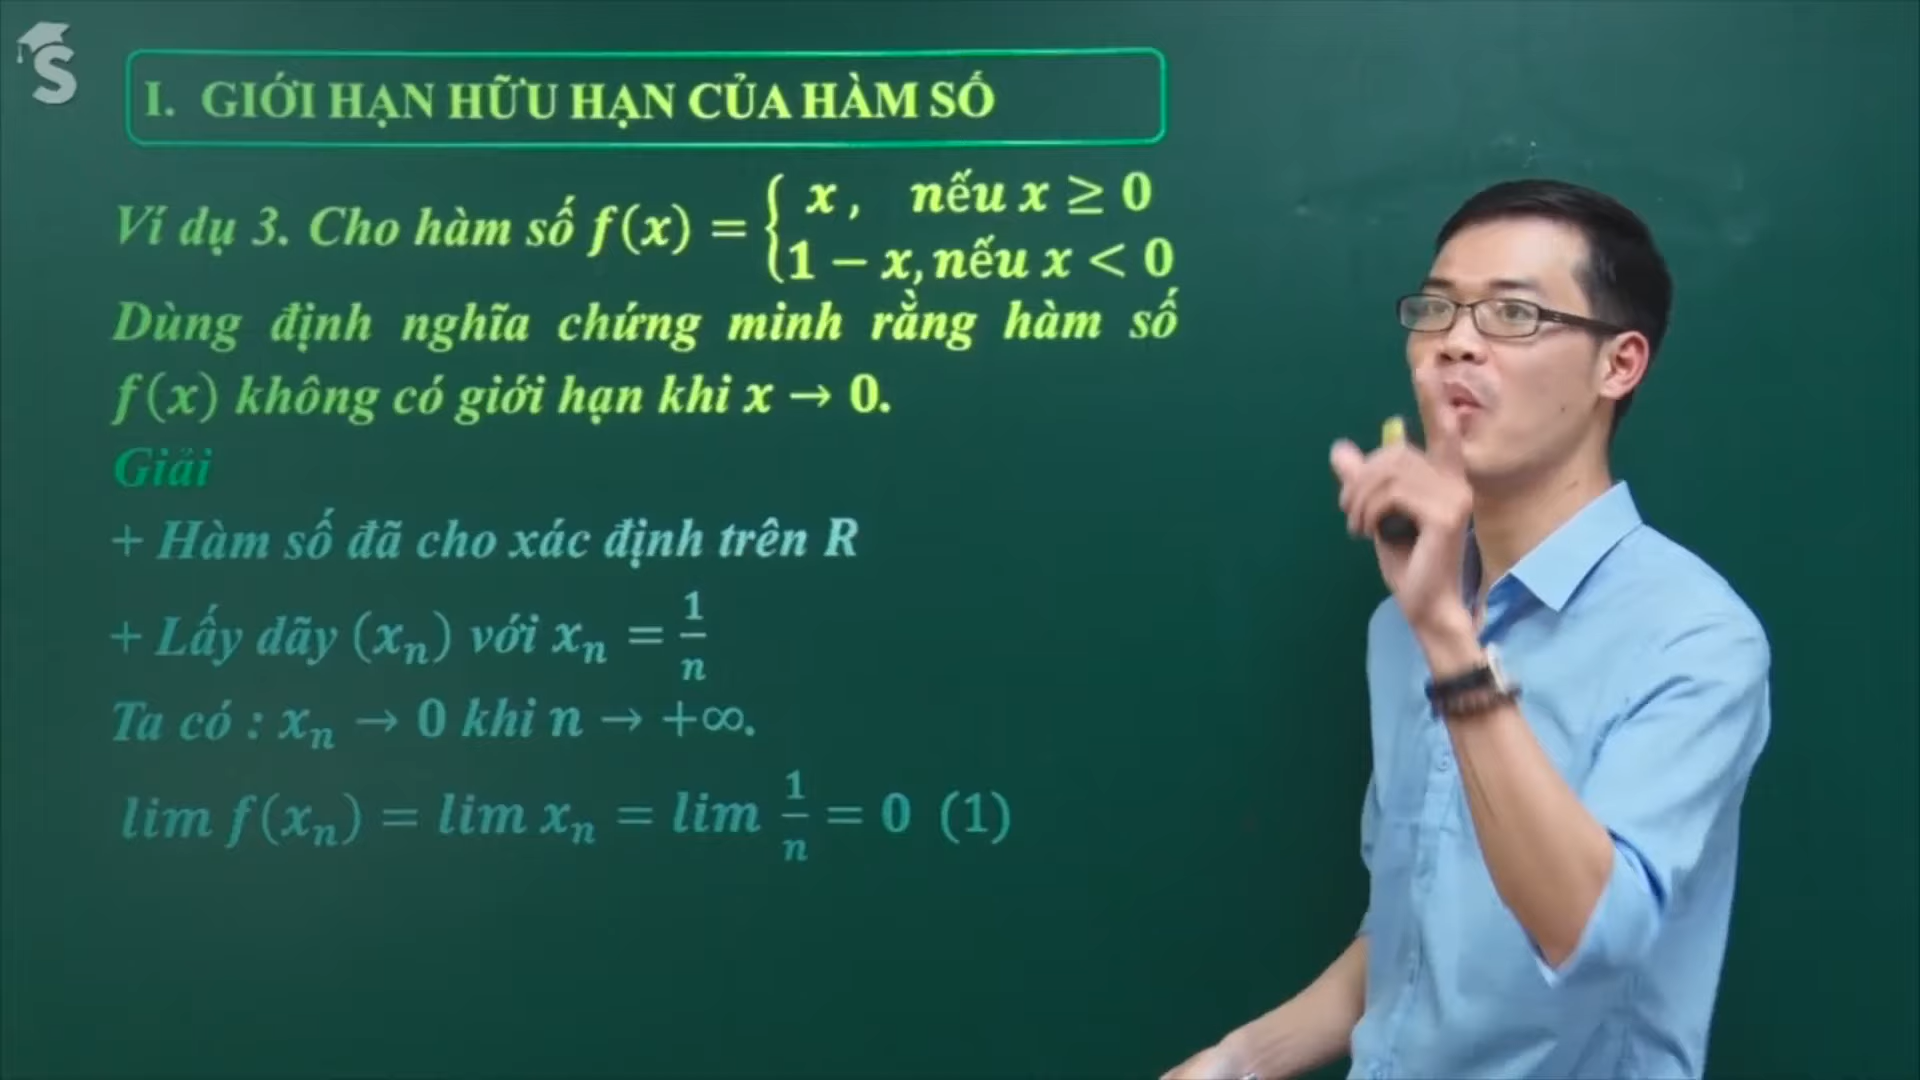 S
I. GIỚI HẠN HỮU HẠN CỦA HÀM SỐ
Ví dụ 3. Cho hàm số f(x) = { x, nếu x ≥ 0
1 − x, nếu x < 0
Dùng định nghĩa chứng minh rằng hàm số
f(x) không có giới hạn khi x → 0.
Giải
+ Hàm số đã cho xác định trên R
+ Lấy dãy (xₙ) với xₙ = 1/n
Ta có : xₙ → 0 khi n → +∞.
lim f(xₙ) = lim xₙ = lim 1/n = 0 (1)